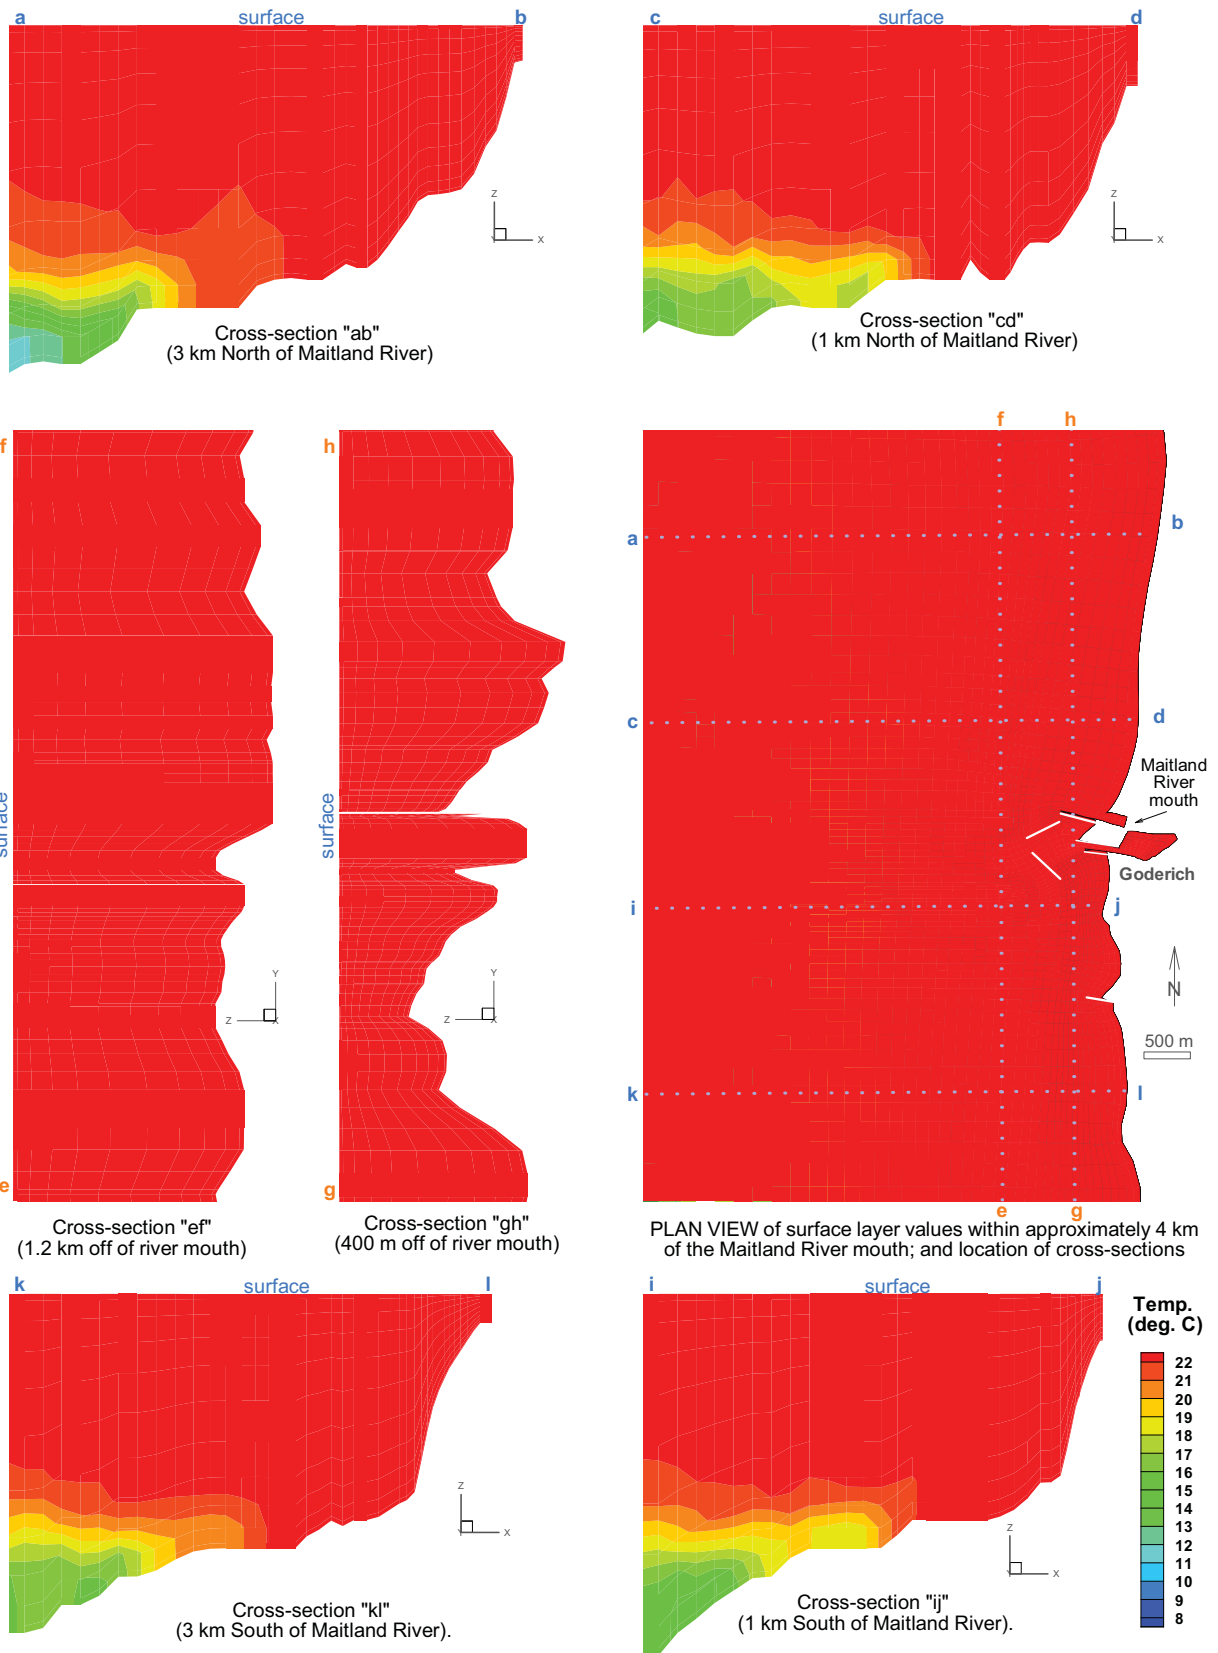 a surface b
c surface d
Z
X
Y
Z
X
Cross-section "ab"
(3 km North of Maitland River)
Cross-section "cd"
(1 km North of Maitland River)
f
h
f h
a
b
c
d
surface
surface
Maitland
River
mouth
Goderich
i
j
N
500 m
Y
Z
X
Y
Z
X
k
l
e
g
e g
Cross-section "ef"
(1.2 km off of river mouth)
Cross-section "gh"
(400 m off of river mouth)
PLAN VIEW of surface layer values within approximately 4 km
of the Maitland River mouth; and location of cross-sections
k surface l
i surface j
Temp.
(deg. C)
22
21
20
19
18
17
16
15
14
13
12
11
10
9
8
Z
Y
X
Z
Y
X
Cross-section "kl"
(3 km South of Maitland River).
Cross-section "ij"
(1 km South of Maitland River).